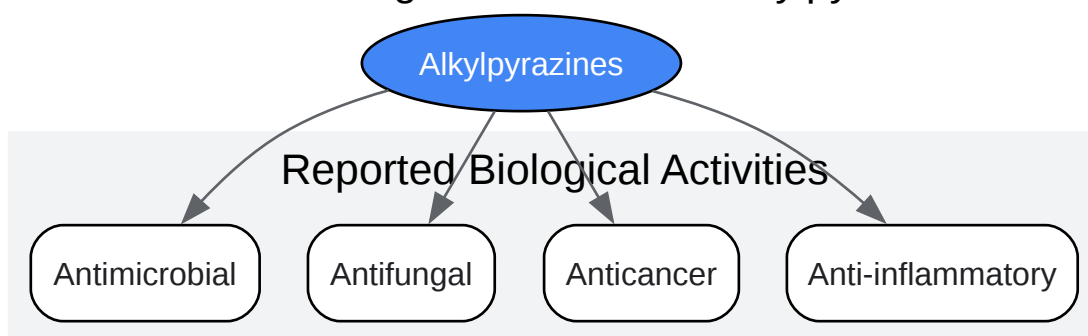 Alkylpyrazines
Reported Biological Activities
Antimicrobial
Antifungal
Anticancer
Anti-inflammatory